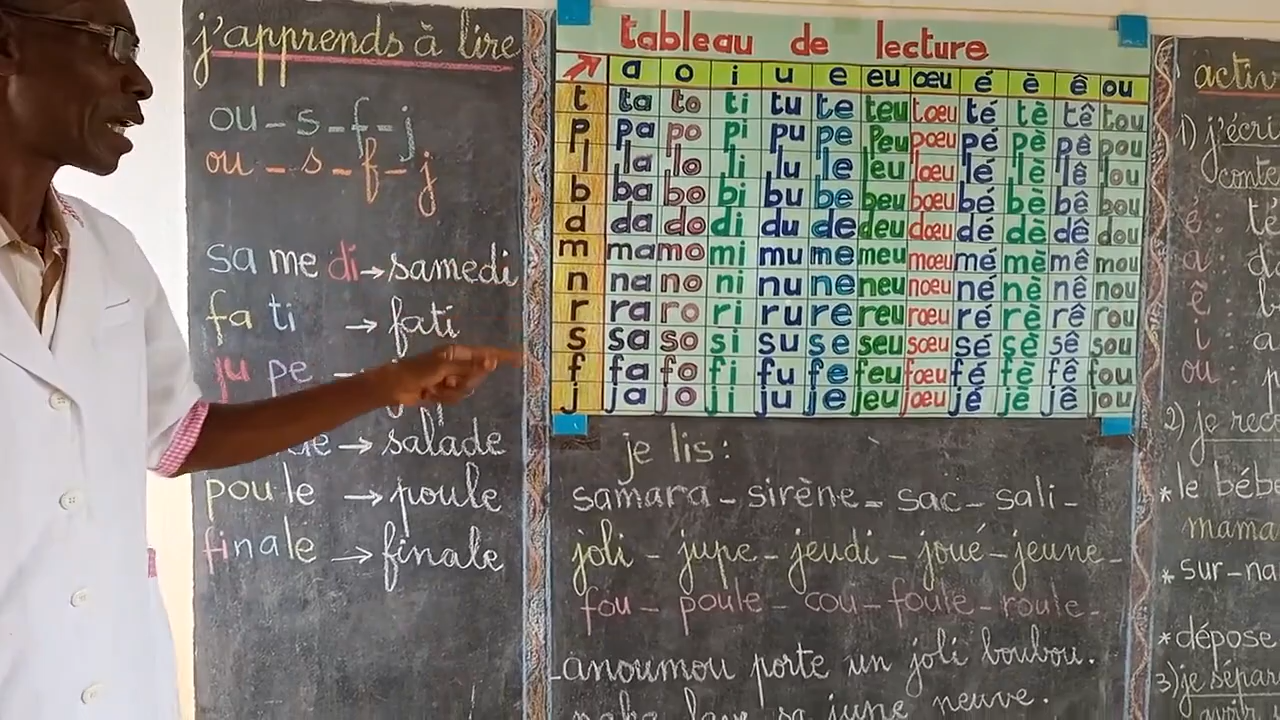 j'apprends à lire
ou - s - f - j
ou - s - f - j
sa me di → samedi
fa ti → fati
ju pe →
→ salade
pou le → poule
finale → finale
tableau de lecture
a o i u e eu œu é è ê ou
t ta to ti tu te teu tœu té tè tê tou
p pa po pi pu pe peu pœu pé pè pê pou
l la lo li lu le leu lœu lé lè lê lou
b ba bo bi bu be beu bœu bé bè bê bou
d da do di du de deu dœu dé dè dê dou
m ma mo mi mu me meu mœu mé mè mê mou
n na no ni nu ne neu nœu né nè nê nou
r ra ro ri ru re reu rœu ré rè rê rou
s sa so si su se seu sœu sé sè sê sou
f fa fo fi fu fe feu fœu fé fè fê fou
j ja jo ji ju je jeu jœu jé jè jê jou
je lis :
samara - sirène - sac - sali -
joli - jupe - jeudi - joué - jeune -
fou - poule - cou - foule - roule -
anoumou porte un joli boubou.
sa jupe neuve.
1) j'écri
conte
é : té
a : d
ê : l
i : a
ou : p
2) je rec
* le bébé
mama
* sur - na
* dépose
3) je sépar
avoir